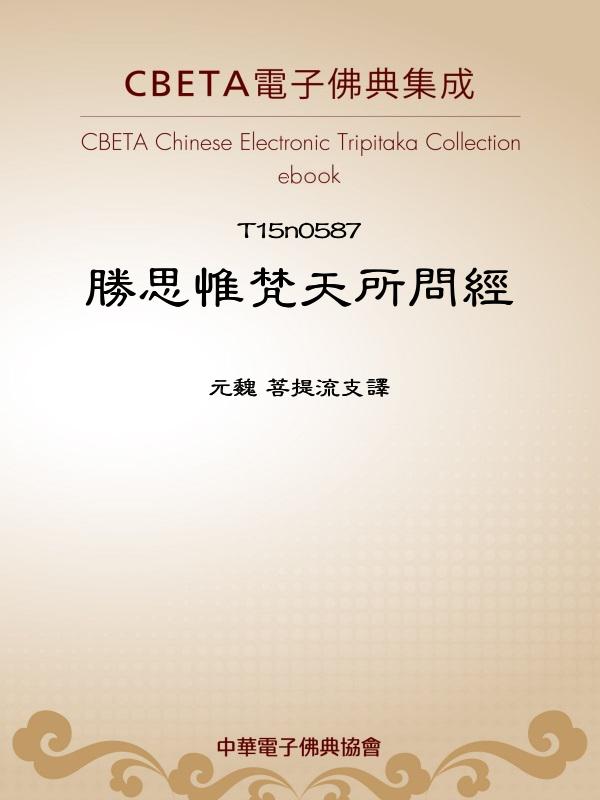 CBETA電子佛典集成
CBETA Chinese Electronic Tripitaka Collection
ebook
T15n0587
勝思惟梵天所問經
元魏 菩提流支譯
中華電子佛典協會